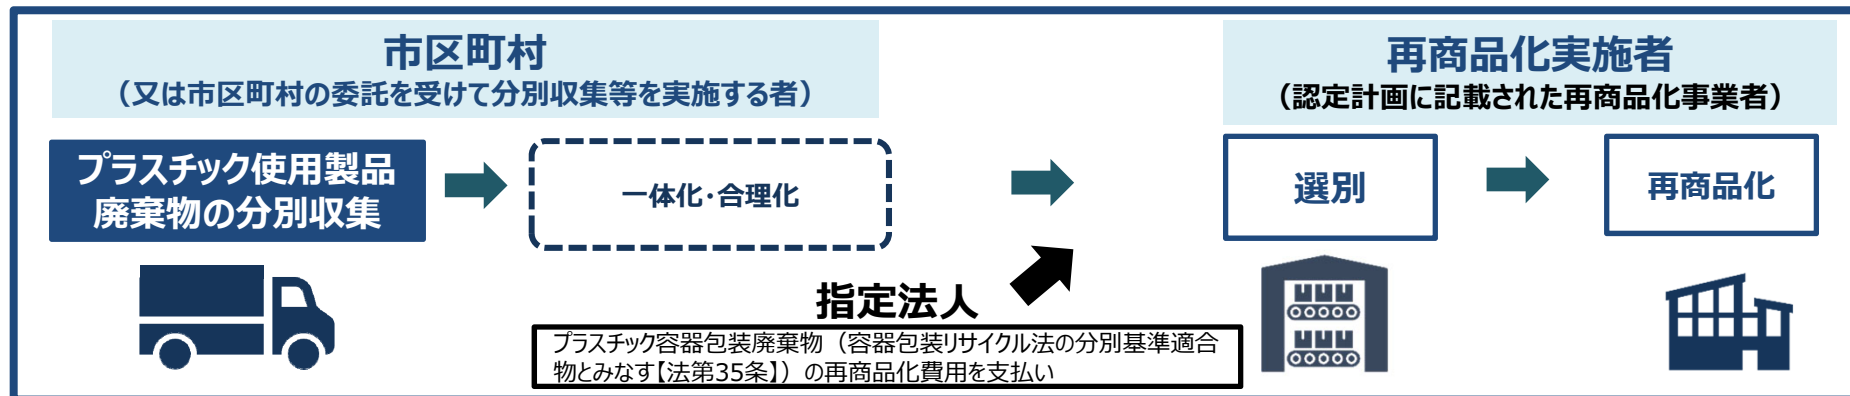 市区町村
（又は市区町村の委託を受けて分別収集等を実施する者）
再商品化実施者
（認定計画に記載された再商品化事業者）
プラスチック使用製品
廃棄物の分別収集
一体化・合理化
選別
再商品化
指定法人
プラスチック容器包装廃棄物（容器包装リサイクル法の分別基準適合
物とみなす【法第35条】）の再商品化費用を支払い